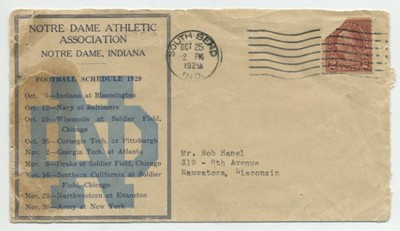 NOTRE DAME ATHLETIC
ASSOCIATION
NOTRE DAME, INDIANA
FOOTBALL SCHEDULE 1929
Oct. 5—Indiana at Bloomington
Oct. 12—Navy at Baltimore
Oct. 19—Wisconsin at Soldier Field,
Chicago
Oct. 26—Carnegie Tech at Pittsburgh
Nov. 2—Georgia Tech at Atlanta
Nov. 9—Drake at Soldier Field, Chicago
Nov. 16—Southern California at Soldier
Field, Chicago
Nov. 23—Northwestern at Evanston
Nov. 30—Army at New York
SOUTH BEND
OCT 25
2 PM
1929
IND.
Mr. Bob Hanel
319 - 8th Avenue
Wauwatosa, Wisconsin